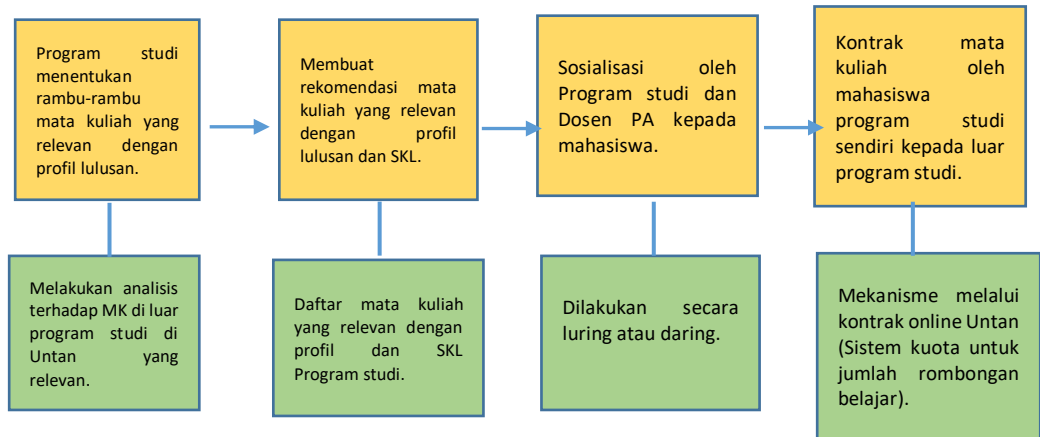 Program studi
menentukan
rambu-rambu
mata kuliah yang
relevan dengan
profil lulusan.
Membuat
rekomendasi mata
kuliah yang relevan
dengan profil
lulusan dan SKL.
Sosialisasi oleh
Program studi dan
Dosen PA kepada
mahasiswa.
Kontrak mata
kuliah oleh
mahasiswa
program studi
sendiri kepada luar
program studi.
Melakukan analisis
terhadap MK di luar
program studi di
Untan yang
relevan.
Daftar mata kuliah
yang relevan dengan
profil dan SKL
Program studi.
Dilakukan secara
luring atau daring.
Mekanisme melalui
kontrak online Untan
(Sistem kuota untuk
jumlah rombongan
belajar).